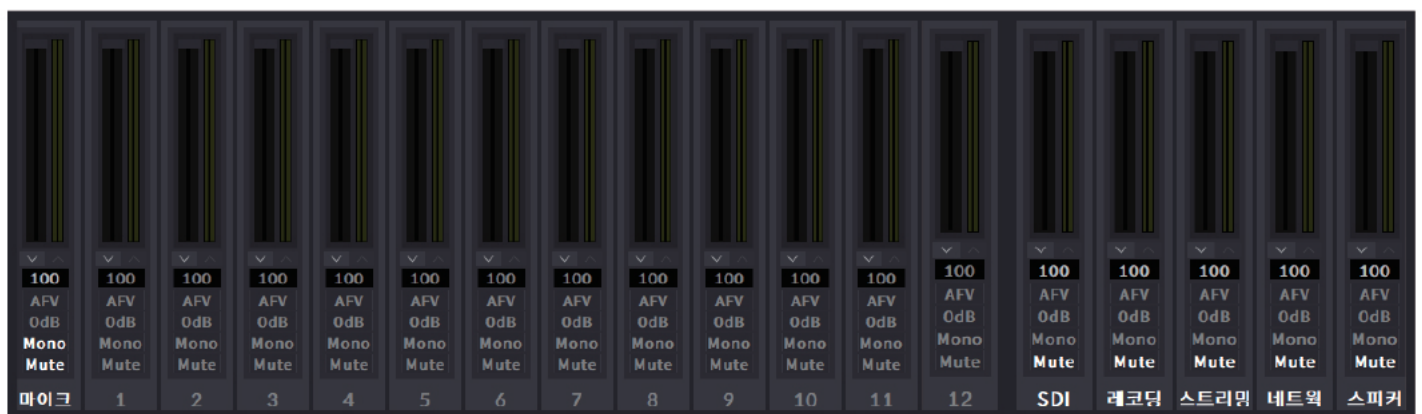 100 100 100 100 100 100 100 100 100 100 100 100 100 100 100 100 100 100
AFV AFV AFV AFV AFV AFV AFV AFV AFV AFV AFV AFV AFV AFV AFV AFV AFV AFV
0dB 0dB 0dB 0dB 0dB 0dB 0dB 0dB 0dB 0dB 0dB 0dB 0dB 0dB 0dB 0dB 0dB 0dB
Mono Mono Mono Mono Mono Mono Mono Mono Mono Mono Mono Mono Mono Mono Mono Mono Mono Mono
Mute Mute Mute Mute Mute Mute Mute Mute Mute Mute Mute Mute Mute Mute Mute Mute Mute Mute
마이크 1 2 3 4 5 6 7 8 9 10 11 12 SDI 레코딩 스트리밍 네트웍 스피커